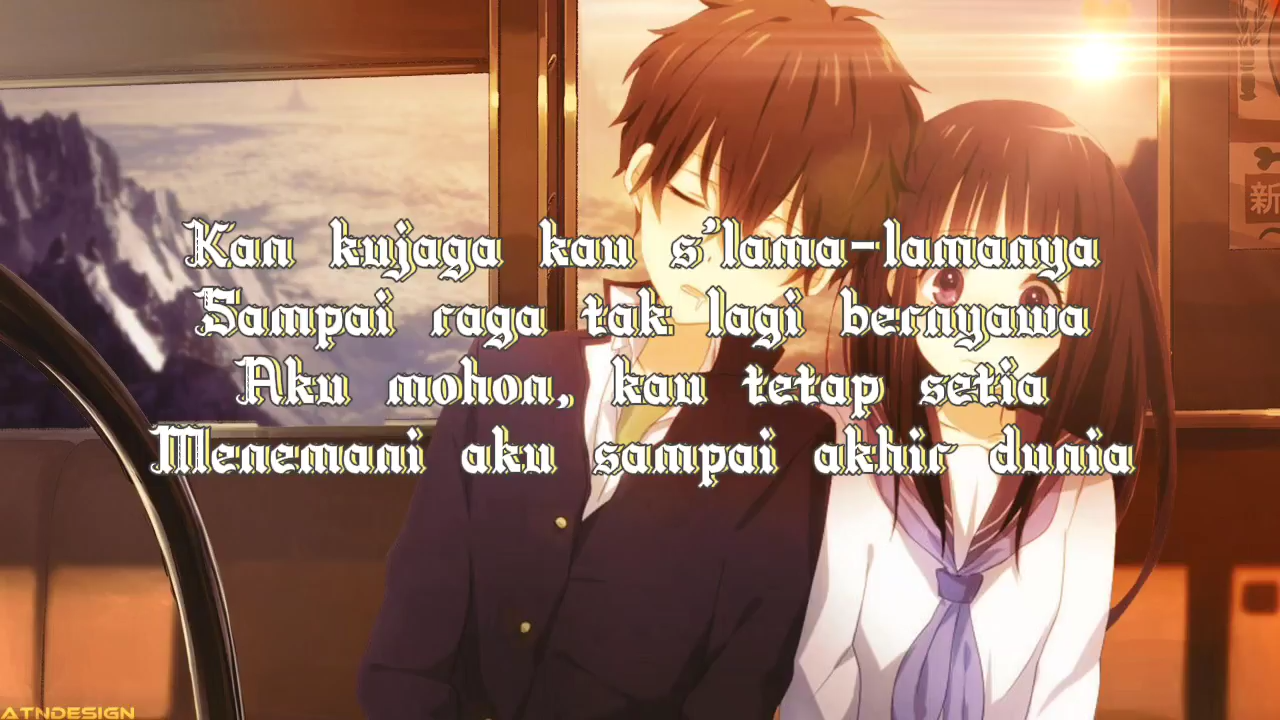 新
Kan kujaga kau s'lama-lamanya
Sampai raga tak lagi bernyawa
Aku mohon, kau tetap setia
Menemani aku sampai akhir dunia
ATNDESIGN